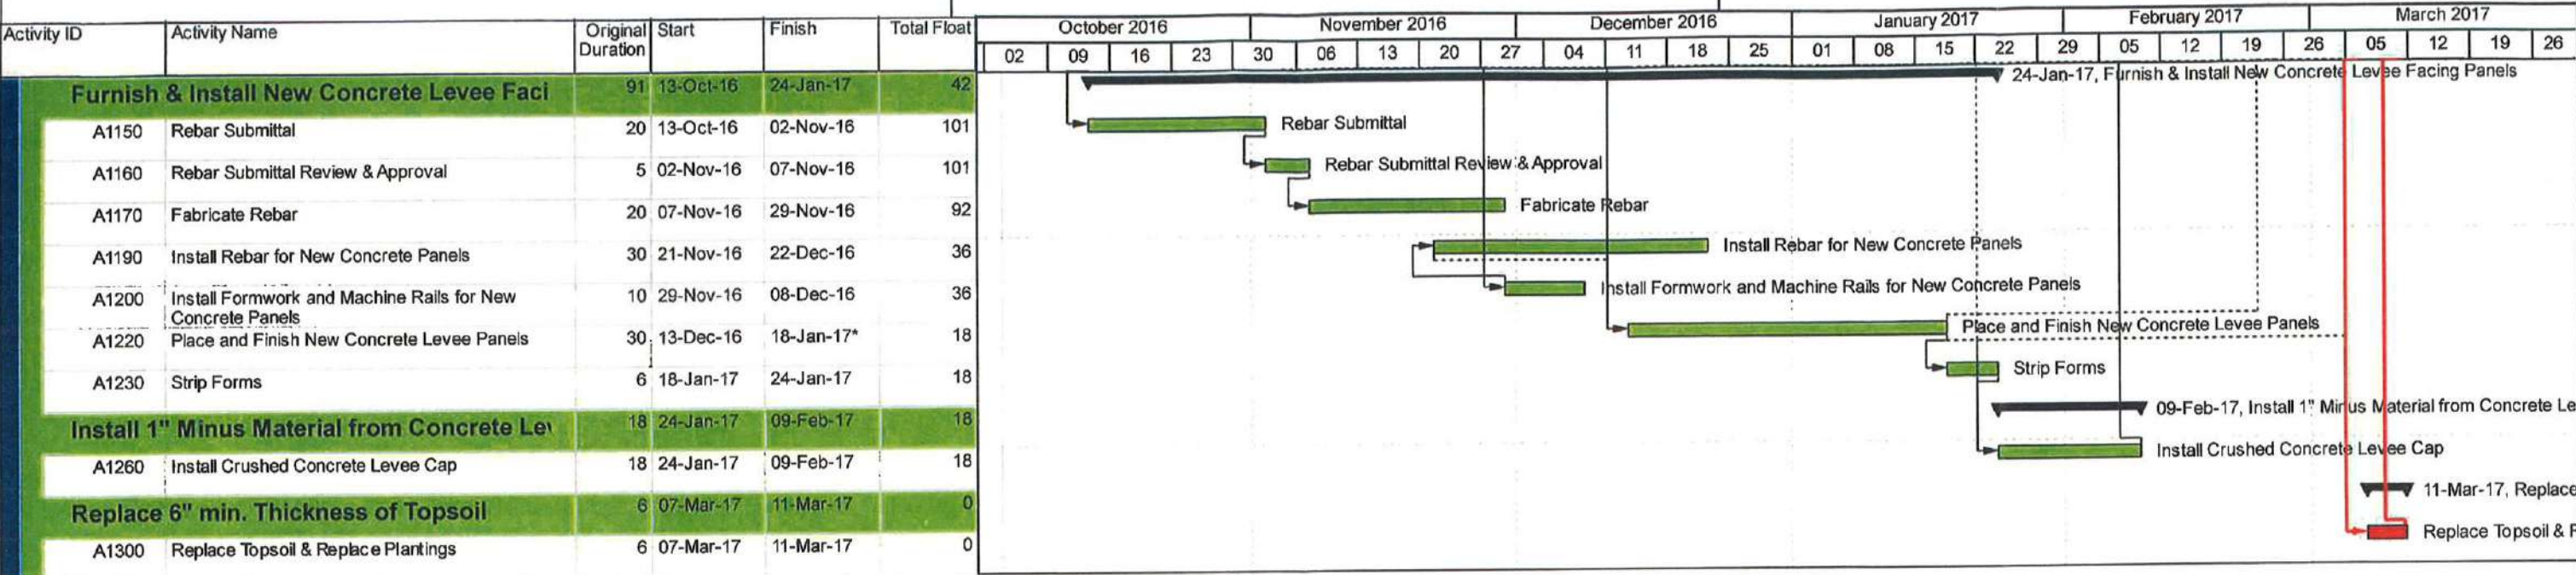 Activity ID Activity Name Original Duration Start Finish Total Float
October 2016 November 2016 December 2016 January 2017 February 2017 March 2017
02 09 16 23 30 06 13 20 27 04 11 18 25 01 08 15 22 29 05 12 19 26 05 12 19 26
Furnish & Install New Concrete Levee Faci 91 13-Oct-16 24-Jan-17 42 24-Jan-17, Furnish & Install New Concrete Levee Facing Panels
A1150 Rebar Submittal 20 13-Oct-16 02-Nov-16 101 Rebar Submittal
A1160 Rebar Submittal Review & Approval 5 02-Nov-16 07-Nov-16 101 Rebar Submittal Review & Approval
A1170 Fabricate Rebar 20 07-Nov-16 29-Nov-16 92 Fabricate Rebar
A1190 Install Rebar for New Concrete Panels 30 21-Nov-16 22-Dec-16 36 Install Rebar for New Concrete Panels
A1200 Install Formwork and Machine Rails for New Concrete Panels 10 29-Nov-16 08-Dec-16 36 Install Formwork and Machine Rails for New Concrete Panels
A1220 Place and Finish New Concrete Levee Panels 30 13-Dec-16 18-Jan-17* 18 Place and Finish New Concrete Levee Panels
A1230 Strip Forms 6 18-Jan-17 24-Jan-17 18 Strip Forms
Install 1" Minus Material from Concrete Lev 18 24-Jan-17 09-Feb-17 18 09-Feb-17, Install 1" Minus Material from Concrete Le
A1260 Install Crushed Concrete Levee Cap 18 24-Jan-17 09-Feb-17 18 Install Crushed Concrete Levee Cap
Replace 6" min. Thickness of Topsoil 6 07-Mar-17 11-Mar-17 0 11-Mar-17, Replace
A1300 Replace Topsoil & Replace Plantings 6 07-Mar-17 11-Mar-17 0 Replace Topsoil &